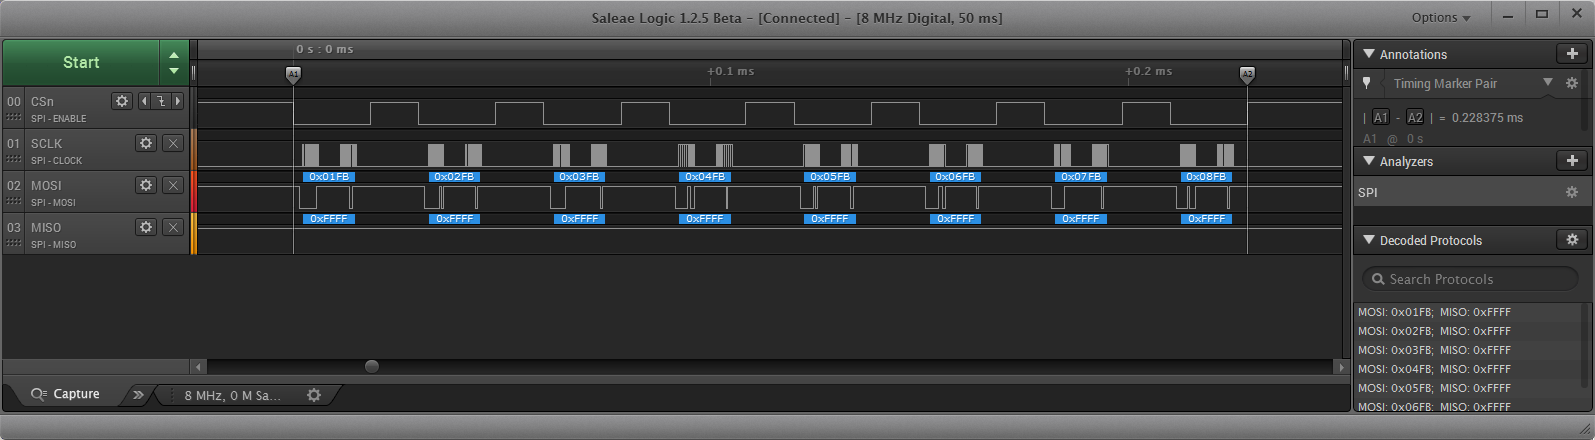 Saleae Logic 1.2.5 Beta - [Connected] - [8 MHz Digital, 50 ms]
Options
Start
0 s : 0 ms
+0.1 ms
+0.2 ms
A1
A2
00 CSn
SPI - ENABLE
01 SCLK
SPI - CLOCK
0x01FB 0x02FB 0x03FB 0x04FB 0x05FB 0x06FB 0x07FB 0x08FB
02 MOSI
SPI - MOSI
0xFFFF 0xFFFF 0xFFFF 0xFFFF 0xFFFF 0xFFFF 0xFFFF 0xFFFF
03 MISO
SPI - MISO
Annotations
Timing Marker Pair
| A1 - A2 | = 0.228375 ms
A1 @ 0 s
Analyzers
SPI
Decoded Protocols
Search Protocols
MOSI: 0x01FB; MISO: 0xFFFF
MOSI: 0x02FB; MISO: 0xFFFF
MOSI: 0x03FB; MISO: 0xFFFF
MOSI: 0x04FB; MISO: 0xFFFF
MOSI: 0x05FB; MISO: 0xFFFF
MOSI: 0x06FB; MISO: 0xFFFF
Capture
8 MHz, 0 M Sa...